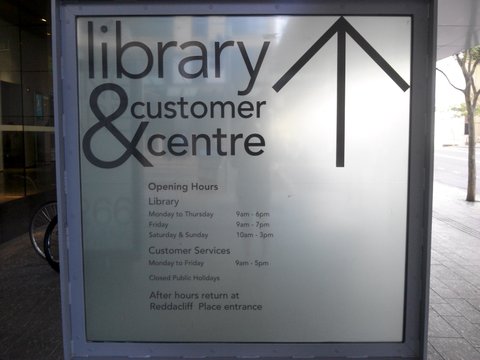 library
& customer
centre
Opening Hours
Library
Monday to Thursday 9am - 6pm
Friday 9am - 7pm
Saturday & Sunday 10am - 3pm
Customer Services
Monday to Friday 9am - 5pm
Closed Public Holidays
After hours return at
Reddacliff Place entrance